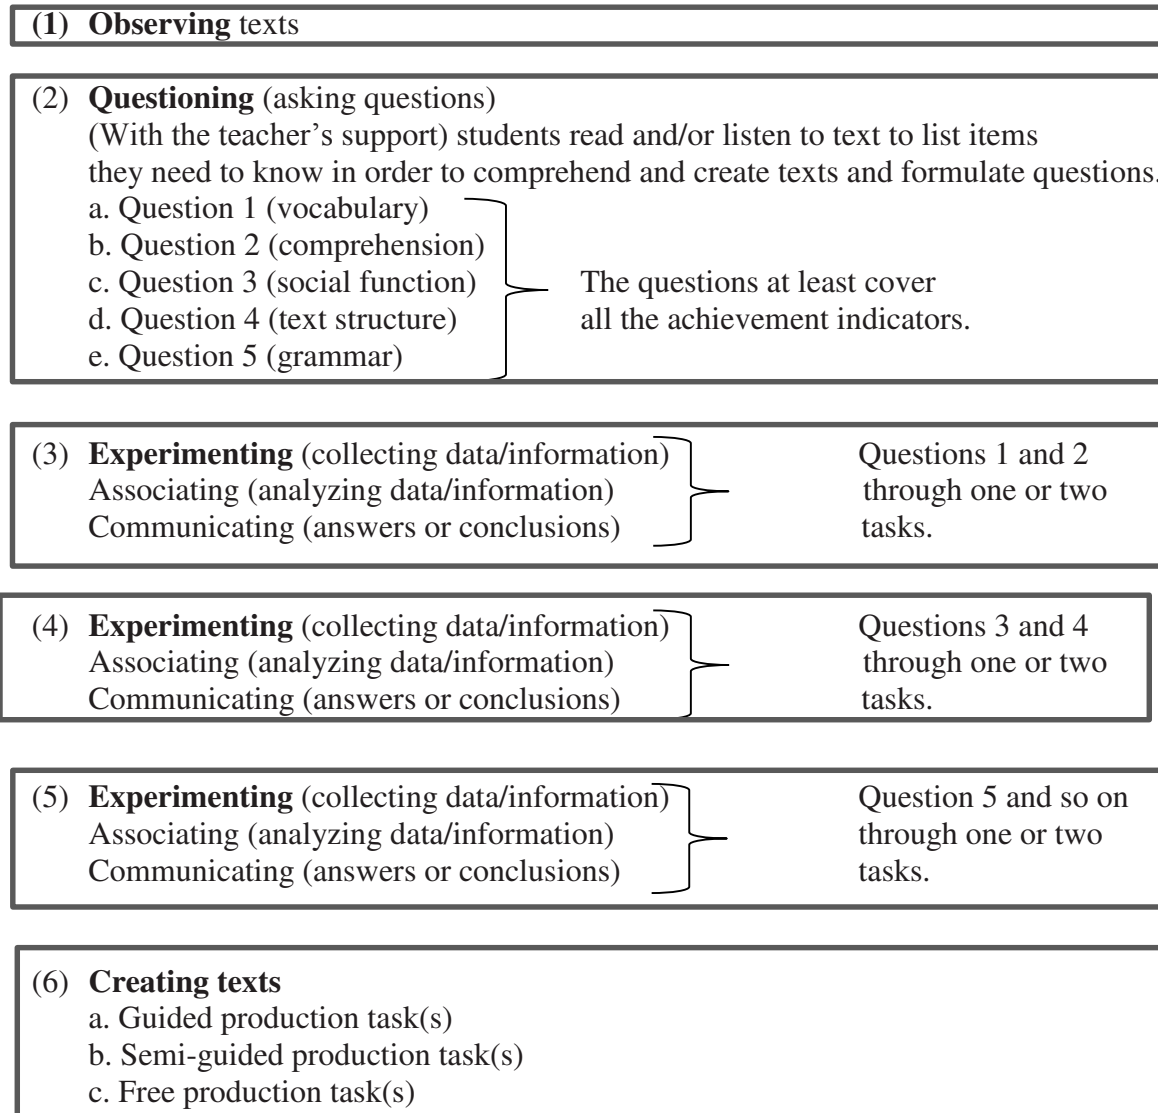 (1) Observing texts
(2) Questioning (asking questions)
(With the teacher’s support) students read and/or listen to text to list items
they need to know in order to comprehend and create texts and formulate questions.
a. Question 1 (vocabulary)
b. Question 2 (comprehension)
c. Question 3 (social function) The questions at least cover
d. Question 4 (text structure) all the achievement indicators.
e. Question 5 (grammar)
(3) Experimenting (collecting data/information) Questions 1 and 2
Associating (analyzing data/information) through one or two
Communicating (answers or conclusions) tasks.
(4) Experimenting (collecting data/information) Questions 3 and 4
Associating (analyzing data/information) through one or two
Communicating (answers or conclusions) tasks.
(5) Experimenting (collecting data/information) Question 5 and so on
Associating (analyzing data/information) through one or two
Communicating (answers or conclusions) tasks.
(6) Creating texts
a. Guided production task(s)
b. Semi-guided production task(s)
c. Free production task(s)